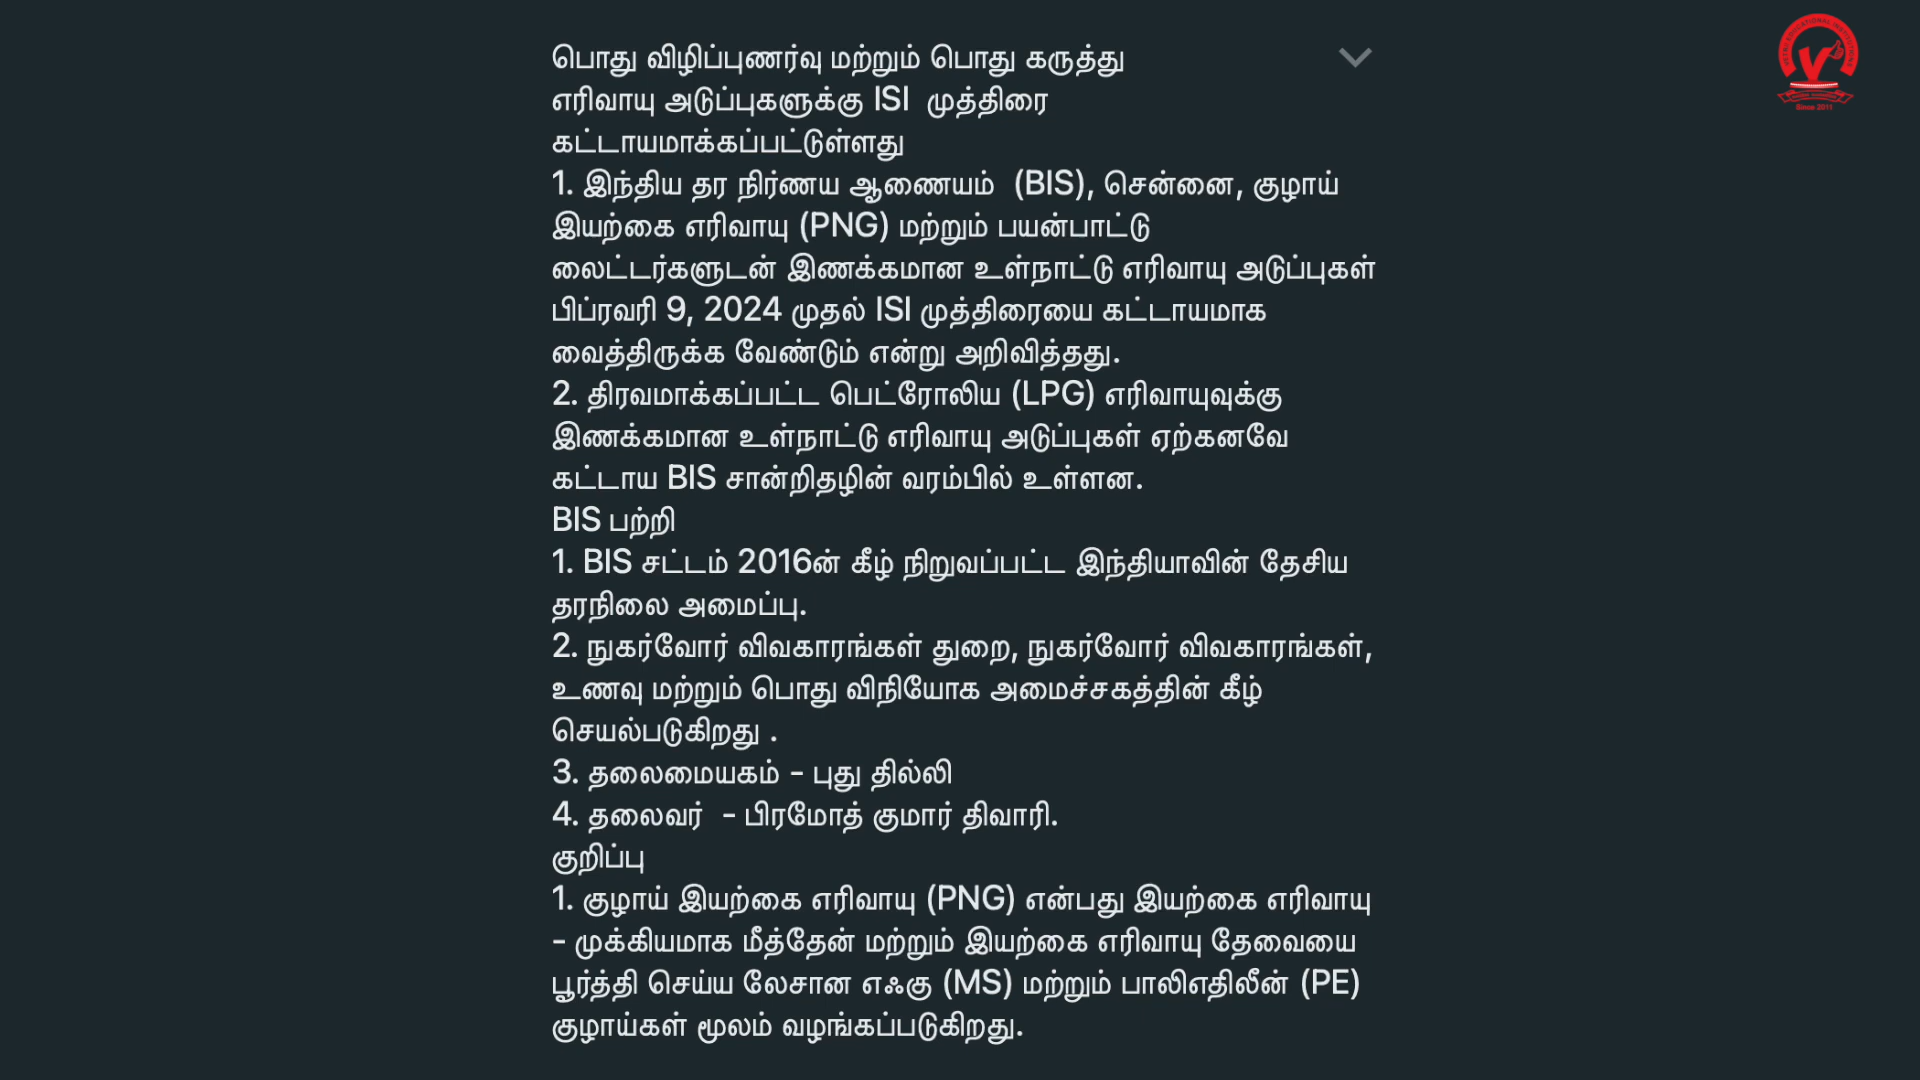 பொது விழிப்புணர்வு மற்றும் பொது கருத்து
எரிவாயு அடுப்புகளுக்கு ISI முத்திரை
கட்டாயமாக்கப்பட்டுள்ளது
1. இந்திய தர நிர்ணய ஆணையம் (BIS), சென்னை, குழாய்
இயற்கை எரிவாயு (PNG) மற்றும் பயன்பாட்டு
லைட்டர்களுடன் இணக்கமான உள்நாட்டு எரிவாயு அடுப்புகள்
பிப்ரவரி 9, 2024 முதல் ISI முத்திரையை கட்டாயமாக
வைத்திருக்க வேண்டும் என்று அறிவித்தது.
2. திரவமாக்கப்பட்ட பெட்ரோலிய (LPG) எரிவாயுவுக்கு
இணக்கமான உள்நாட்டு எரிவாயு அடுப்புகள் ஏற்கனவே
கட்டாய BIS சான்றிதழின் வரம்பில் உள்ளன.
BIS பற்றி
1. BIS சட்டம் 2016ன் கீழ் நிறுவப்பட்ட இந்தியாவின் தேசிய
தரநிலை அமைப்பு.
2. நுகர்வோர் விவகாரங்கள் துறை, நுகர்வோர் விவகாரங்கள்,
உணவு மற்றும் பொது விநியோக அமைச்சகத்தின் கீழ்
செயல்படுகிறது .
3. தலைமையகம் - புது தில்லி
4. தலைவர் - பிரமோத் குமார் திவாரி.
குறிப்பு
1. குழாய் இயற்கை எரிவாயு (PNG) என்பது இயற்கை எரிவாயு
- முக்கியமாக மீத்தேன் மற்றும் இயற்கை எரிவாயு தேவையை
பூர்த்தி செய்ய லேசான எஃகு (MS) மற்றும் பாலிஎதிலீன் (PE)
குழாய்கள் மூலம் வழங்கப்படுகிறது.
Since 2011